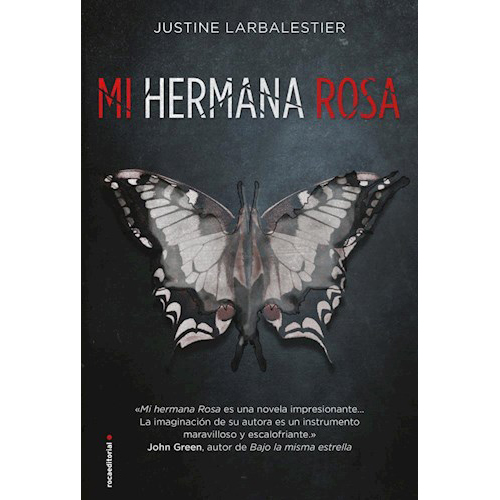 JUSTINE LARBALESTIER
MI HERMANA ROSA
«Mi hermana Rosa es una novela impresionante...
La imaginación de su autora es un instrumento
maravilloso y escalofriante.»
John Green, autor de Bajo la misma estrella
rocaeditorial